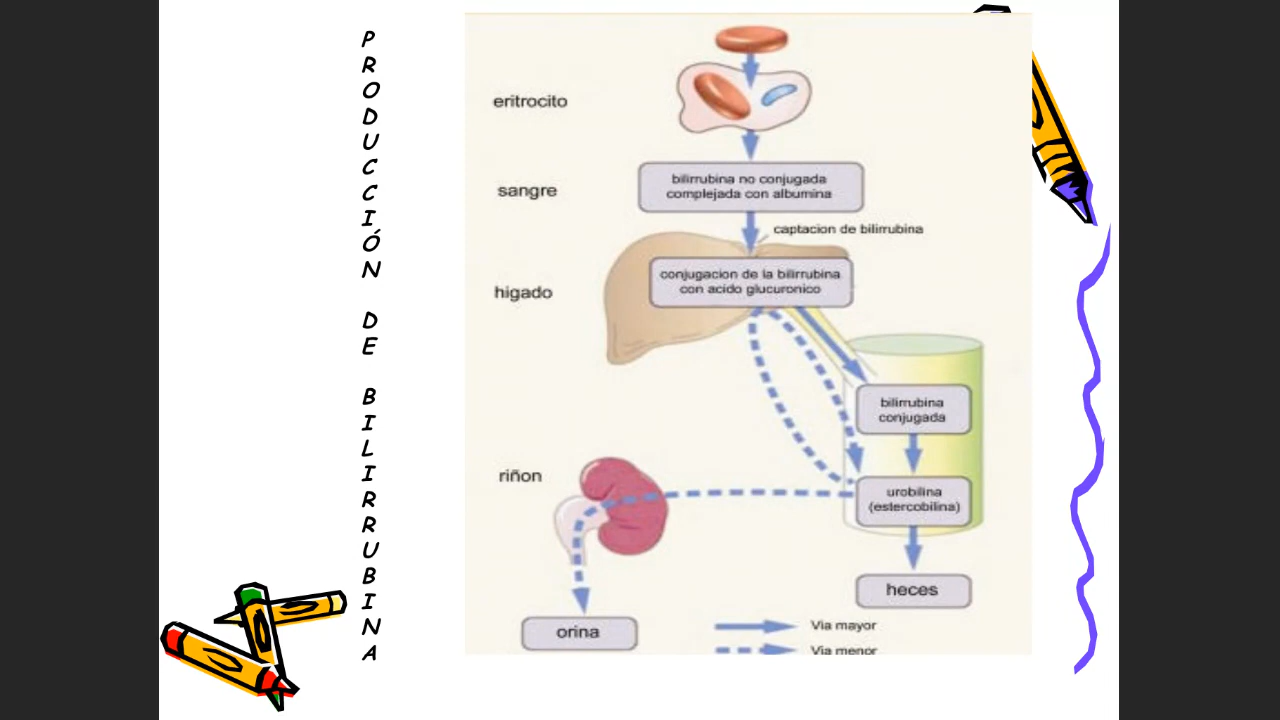 PRODUCCIÓN DE BILIRRUBINA
eritrocito
sangre
bilirrubina no conjugada
complejada con albumina
captacion de bilirrubina
higado
conjugacion de la bilirrubina
con acido glucuronico
bilirrubina
conjugada
riñon
urobilina
(estercobilina)
heces
orina
Via mayor
Via menor